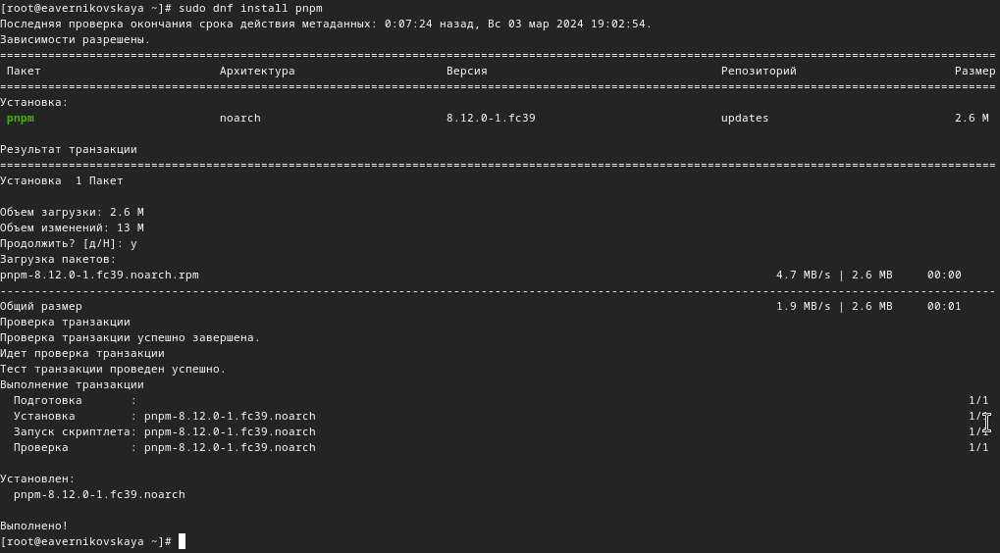 [root@eavernikovskaya ~]# sudo dnf install pnpm
Последняя проверка окончания срока действия метаданных: 0:07:24 назад, Вс 03 мар 2024 19:02:54.
Зависимости разрешены.
================================================================================
Пакет Архитектура Версия Репозиторий Размер
================================================================================
Установка:
pnpm noarch 8.12.0-1.fc39 updates 2.6 M

Результат транзакции
================================================================================
Установка  1 Пакет

Объем загрузки: 2.6 M
Объем изменений: 13 M
Продолжить? [д/Н]: y
Загрузка пакетов:
pnpm-8.12.0-1.fc39.noarch.rpm 4.7 MB/s | 2.6 MB 00:00
--------------------------------------------------------------------------------
Общий размер 1.9 MB/s | 2.6 MB 00:01
Проверка транзакции
Проверка транзакции успешно завершена.
Идет проверка транзакции
Тест транзакции проведен успешно.
Выполнение транзакции
Подготовка : 1/1
Установка : pnpm-8.12.0-1.fc39.noarch
Запуск скриптлета: pnpm-8.12.0-1.fc39.noarch
Проверка : pnpm-8.12.0-1.fc39.noarch 1/1

Установлен:
pnpm-8.12.0-1.fc39.noarch

Выполнено!
[root@eavernikovskaya ~]#